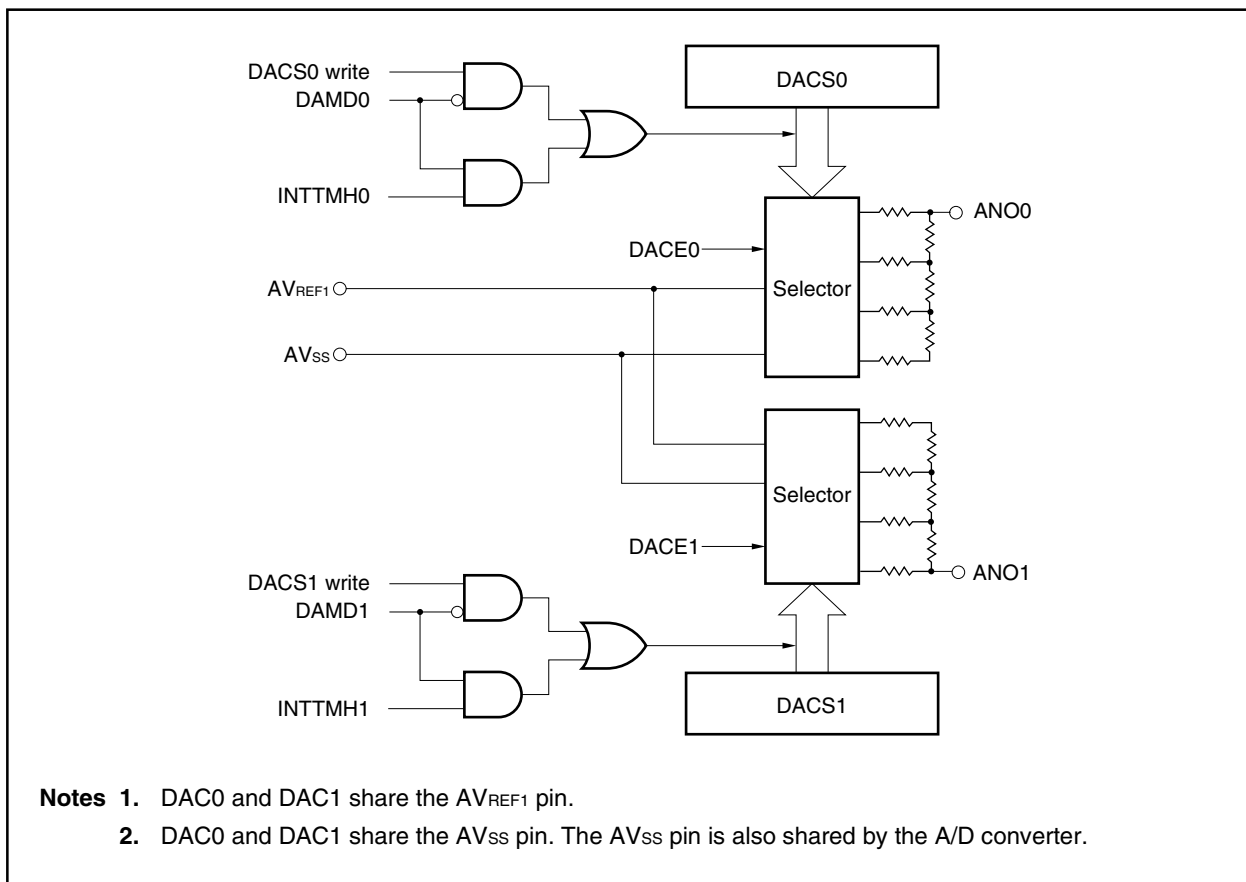 DACS0 write
DAMD0
INTTMH0
DACS0
DACE0
Selector
ANO0
AVREF1
AVSS
Selector
DACE1
ANO1
DACS1 write
DAMD1
INTTMH1
DACS1
Notes 1. DAC0 and DAC1 share the AVREF1 pin.
2. DAC0 and DAC1 share the AVSS pin. The AVSS pin is also shared by the A/D converter.